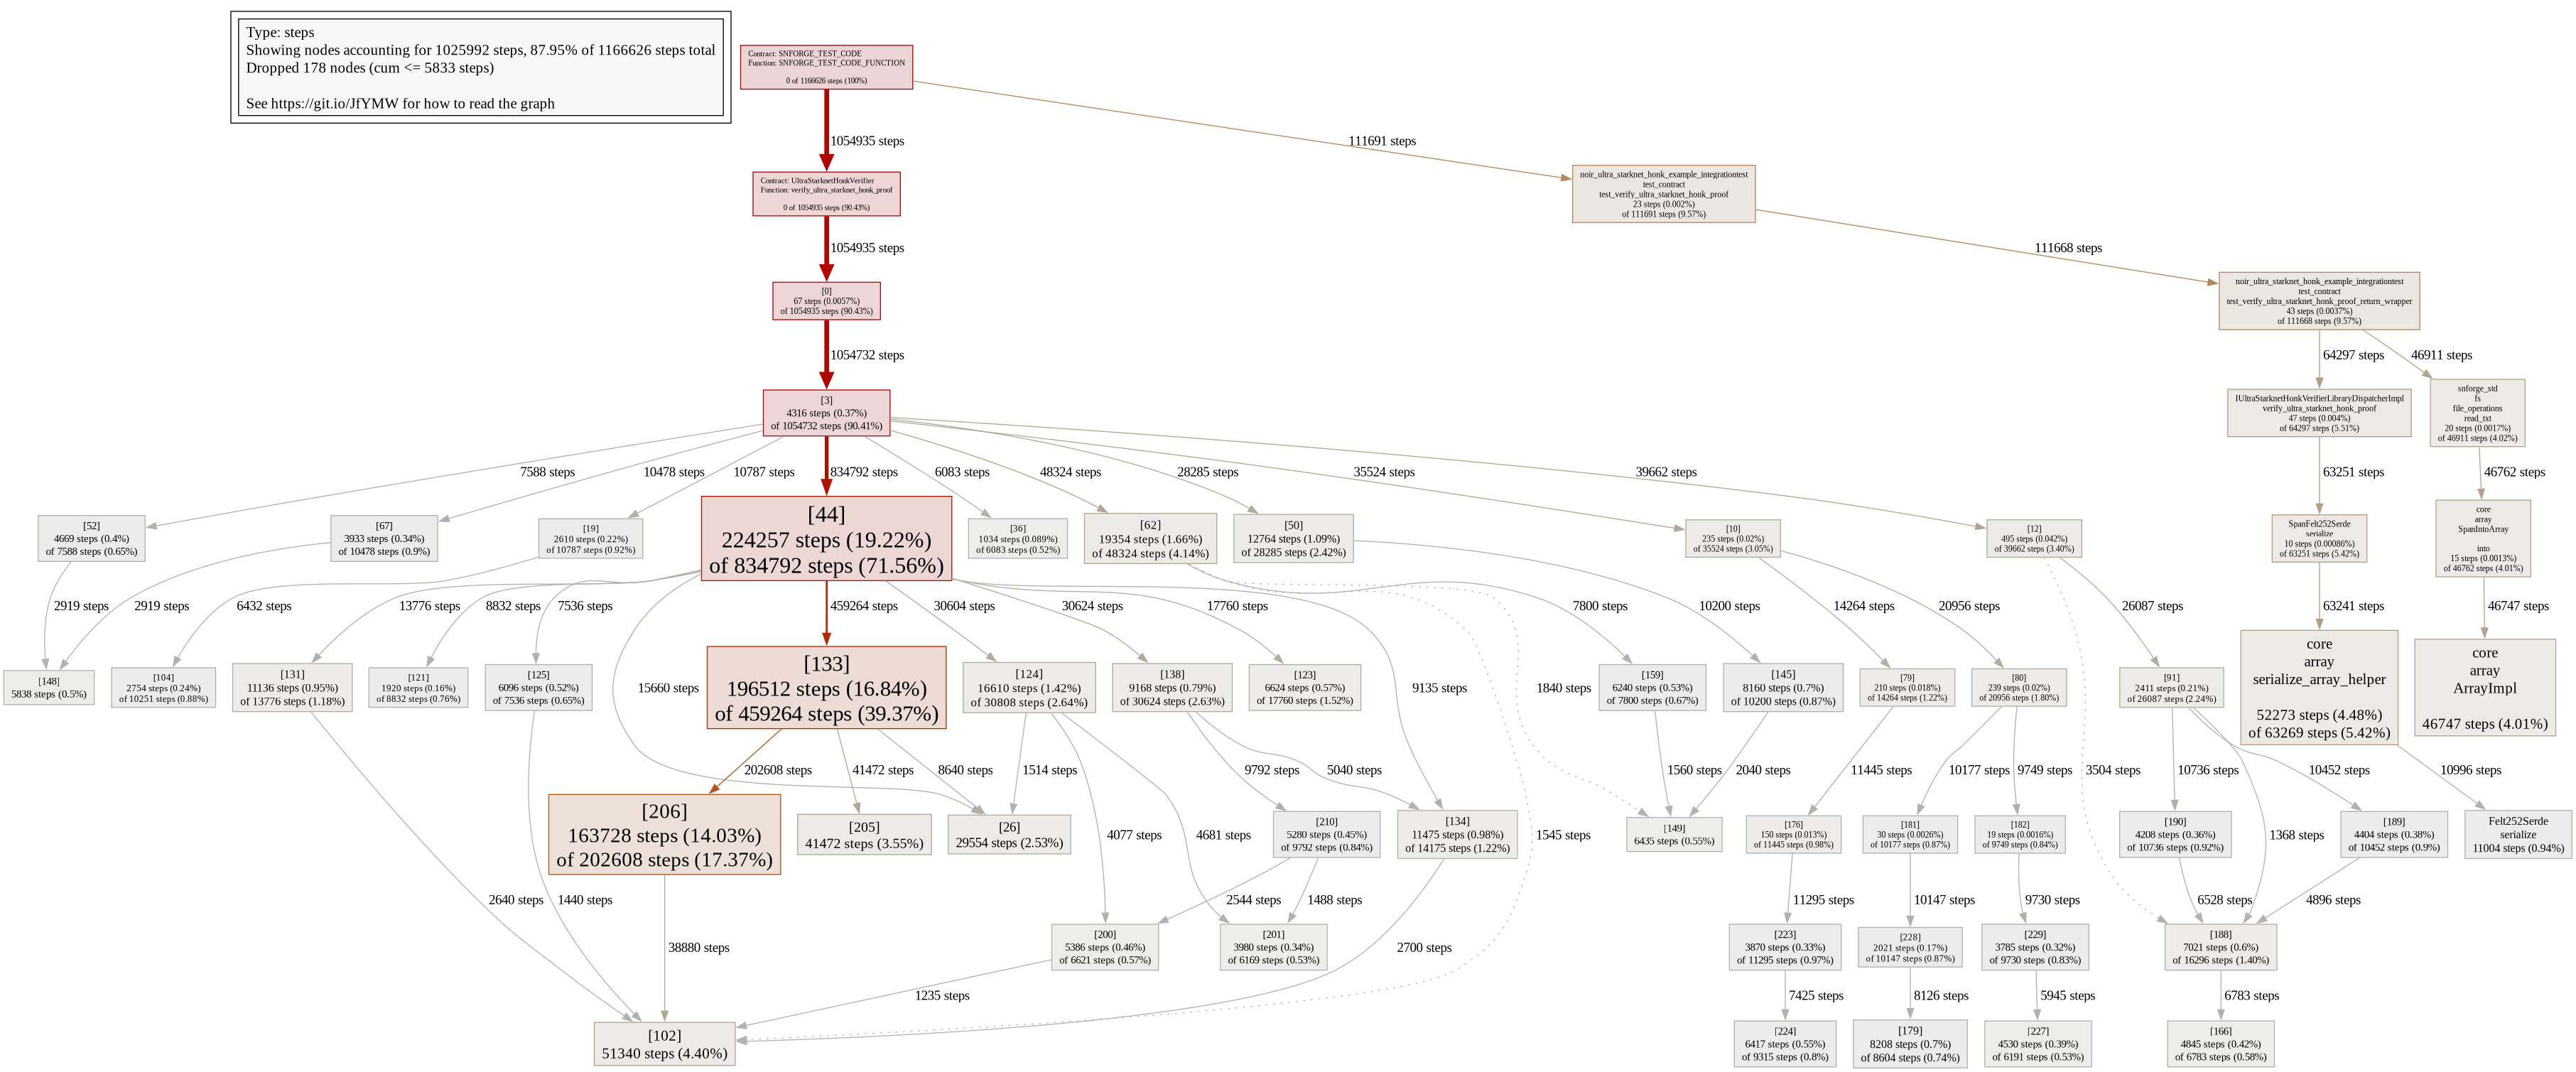 Type: steps
Showing nodes accounting for 1025992 steps, 87.95% of 1166626 steps total
Dropped 178 nodes (cum <= 5833 steps)
See https://git.io/JfYMW for how to read the graph
Contract: SNFORGE_TEST_CODE
Function: SNFORGE_TEST_CODE_FUNCTION
0 of 1166626 steps (100%)
1054935 steps
111691 steps
Contract: UltraStarknetHonkVerifier
Function: verify_ultra_starknet_honk_proof
0 of 1054935 steps (90.43%)
noir_ultra_starknet_honk_example_integrationtest
test_contract
test_verify_ultra_starknet_honk_proof
23 steps (0.002%)
of 111691 steps (9.57%)
1054935 steps
111668 steps
[0]
67 steps (0.0057%)
of 1054935 steps (90.43%)
noir_ultra_starknet_honk_example_integrationtest
test_contract
test_verify_ultra_starknet_honk_proof_return_wrapper
43 steps (0.0037%)
of 111668 steps (9.57%)
1054732 steps
64297 steps
46911 steps
[3]
4316 steps (0.37%)
of 1054732 steps (90.41%)
IUltraStarknetHonkVerifierLibraryDispatcherImpl
verify_ultra_starknet_honk_proof
47 steps (0.004%)
of 64297 steps (5.51%)
snforge_std
fs
file_operations
read_txt
20 steps (0.0017%)
of 46911 steps (4.02%)
7588 steps
10478 steps
10787 steps
834792 steps
6083 steps
48324 steps
28285 steps
35524 steps
39662 steps
63251 steps
46762 steps
[52]
4669 steps (0.4%)
of 7588 steps (0.65%)
[67]
3933 steps (0.34%)
of 10478 steps (0.9%)
[19]
2610 steps (0.22%)
of 10787 steps (0.92%)
[44]
224257 steps (19.22%)
of 834792 steps (71.56%)
[36]
1034 steps (0.089%)
of 6083 steps (0.52%)
[62]
19354 steps (1.66%)
of 48324 steps (4.14%)
[50]
12764 steps (1.09%)
of 28285 steps (2.42%)
[10]
235 steps (0.02%)
of 35524 steps (3.05%)
[12]
495 steps (0.042%)
of 39662 steps (3.40%)
SpanFelt252Serde
serialize
10 steps (0.00086%)
of 63251 steps (5.42%)
core
array
SpanIntoArray
into
15 steps (0.0013%)
of 46762 steps (4.01%)
2919 steps
2919 steps
6432 steps
13776 steps
8832 steps
7536 steps
459264 steps
30604 steps
30624 steps
17760 steps
7800 steps
10200 steps
14264 steps
20956 steps
26087 steps
63241 steps
46747 steps
[148]
5838 steps (0.5%)
[104]
2754 steps (0.24%)
of 10251 steps (0.88%)
[131]
11136 steps (0.95%)
of 13776 steps (1.18%)
[121]
1920 steps (0.16%)
of 8832 steps (0.76%)
[125]
6096 steps (0.52%)
of 7536 steps (0.65%)
15660 steps
[133]
196512 steps (16.84%)
of 459264 steps (39.37%)
[124]
16610 steps (1.42%)
of 30808 steps (2.64%)
[138]
9168 steps (0.79%)
of 30624 steps (2.63%)
[123]
6624 steps (0.57%)
of 17760 steps (1.52%)
9135 steps
1840 steps
[159]
6240 steps (0.53%)
of 7800 steps (0.67%)
[145]
8160 steps (0.7%)
of 10200 steps (0.87%)
[79]
210 steps (0.018%)
of 14264 steps (1.22%)
[80]
239 steps (0.02%)
of 20956 steps (1.80%)
[91]
2411 steps (0.21%)
of 26087 steps (2.24%)
core
array
serialize_array_helper
52273 steps (4.48%)
of 63269 steps (5.42%)
core
array
ArrayImpl
46747 steps (4.01%)
202608 steps
41472 steps
8640 steps
1514 steps
9792 steps
5040 steps
1560 steps
2040 steps
11445 steps
10177 steps
9749 steps
3504 steps
10736 steps
10452 steps
10996 steps
[206]
163728 steps (14.03%)
of 202608 steps (17.37%)
[205]
41472 steps (3.55%)
[26]
29554 steps (2.53%)
4077 steps
4681 steps
[210]
5280 steps (0.45%)
of 9792 steps (0.84%)
[134]
11475 steps (0.98%)
of 14175 steps (1.22%)
1545 steps
[149]
6435 steps (0.55%)
[176]
150 steps (0.013%)
of 11445 steps (0.98%)
[181]
30 steps (0.0026%)
of 10177 steps (0.87%)
[182]
19 steps (0.0016%)
of 9749 steps (0.84%)
[190]
4208 steps (0.36%)
of 10736 steps (0.92%)
1368 steps
[189]
4404 steps (0.38%)
of 10452 steps (0.9%)
Felt252Serde
serialize
11004 steps (0.94%)
2640 steps
1440 steps
2544 steps
1488 steps
11295 steps
10147 steps
9730 steps
6528 steps
4896 steps
38880 steps
[200]
5386 steps (0.46%)
of 6621 steps (0.57%)
[201]
3980 steps (0.34%)
of 6169 steps (0.53%)
2700 steps
[223]
3870 steps (0.33%)
of 11295 steps (0.97%)
[228]
2021 steps (0.17%)
of 10147 steps (0.87%)
[229]
3785 steps (0.32%)
of 9730 steps (0.83%)
[188]
7021 steps (0.6%)
of 16296 steps (1.40%)
1235 steps
7425 steps
8126 steps
5945 steps
6783 steps
[102]
51340 steps (4.40%)
[224]
6417 steps (0.55%)
of 9315 steps (0.8%)
[179]
8208 steps (0.7%)
of 8604 steps (0.74%)
[227]
4530 steps (0.39%)
of 6191 steps (0.53%)
[166]
4845 steps (0.42%)
of 6783 steps (0.58%)